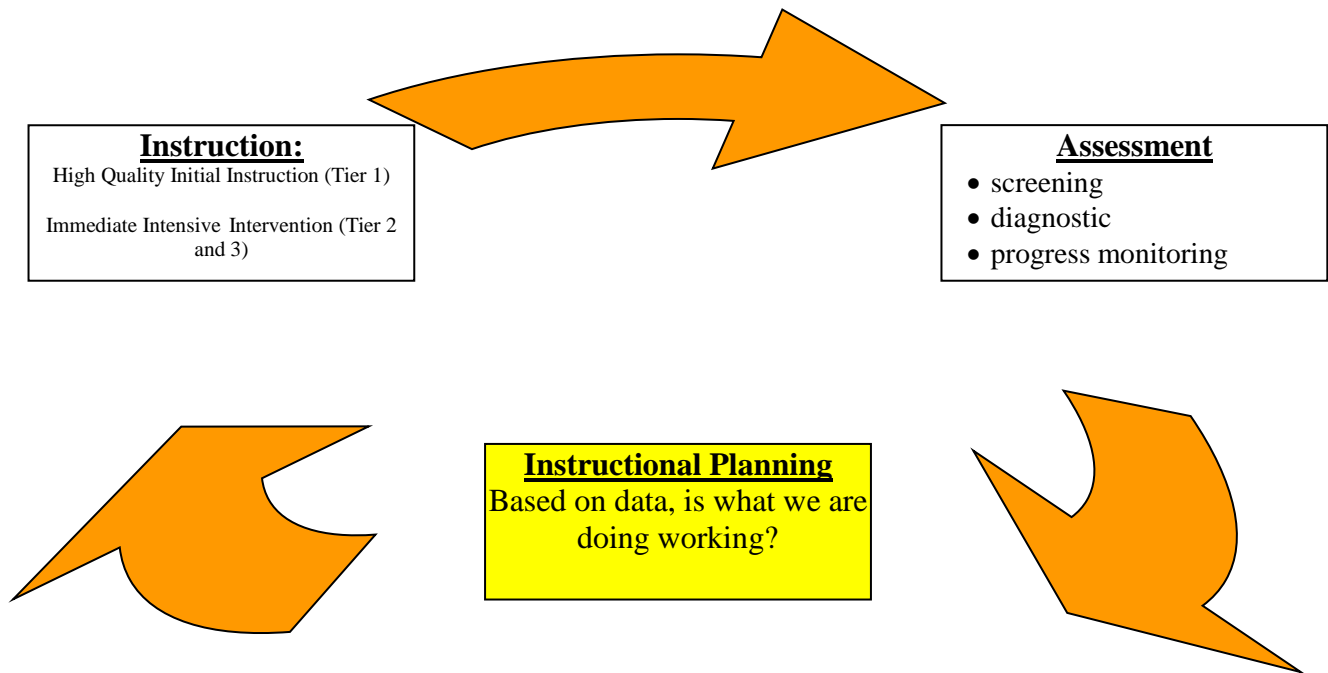 Instruction:
High Quality Initial Instruction (Tier 1)
Immediate Intensive Intervention (Tier 2
and 3)
Assessment
• screening
• diagnostic
• progress monitoring
Instructional Planning
Based on data, is what we are
doing working?